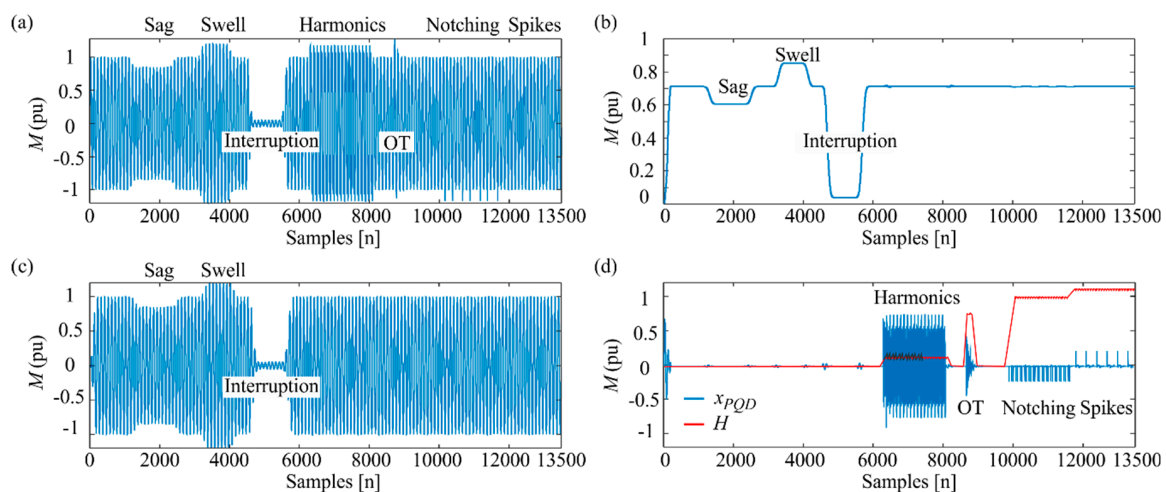 (a)
Sag Swell Harmonics Notching Spikes
M (pu)
1
0.5
0
-0.5
-1
Interruption
OT
0 2000 4000 6000 8000 10000 12000 13500
Samples [n]
(b)
M (pu)
1
0.8
0.6
0.4
0.2
0
Sag
Swell
Interruption
0 2000 4000 6000 8000 10000 12000 13500
Samples [n]
(c)
Sag Swell
M (pu)
1
0.5
0
-0.5
-1
Interruption
0 2000 4000 6000 8000 10000 12000 13500
Samples [n]
(d)
M (pu)
1
0.5
0
-0.5
-1
Harmonics
OT
Notching Spikes
xPQD
H
0 2000 4000 6000 8000 10000 12000 13500
Samples [n]